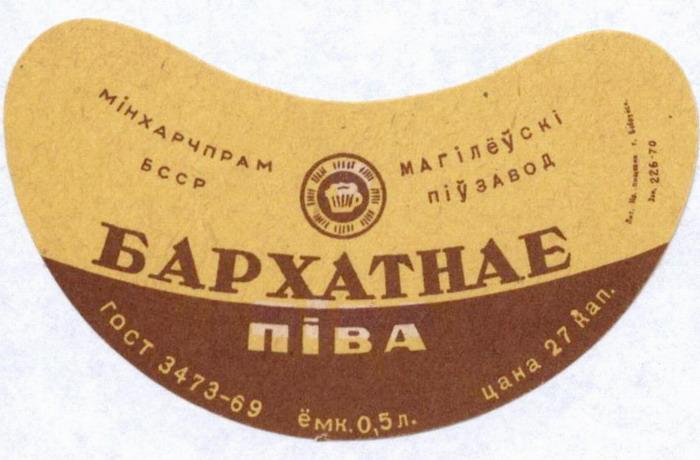 МІНХАРЧПРАМ
БССР
МАГІЛЁЎСКІ
ПІЎЗАВОД
БАРХАТНАЕ
ПІВА
ГОСТ 3473-69
ёмк. 0,5 л.
цана 27 кап.
Зак. 226-70